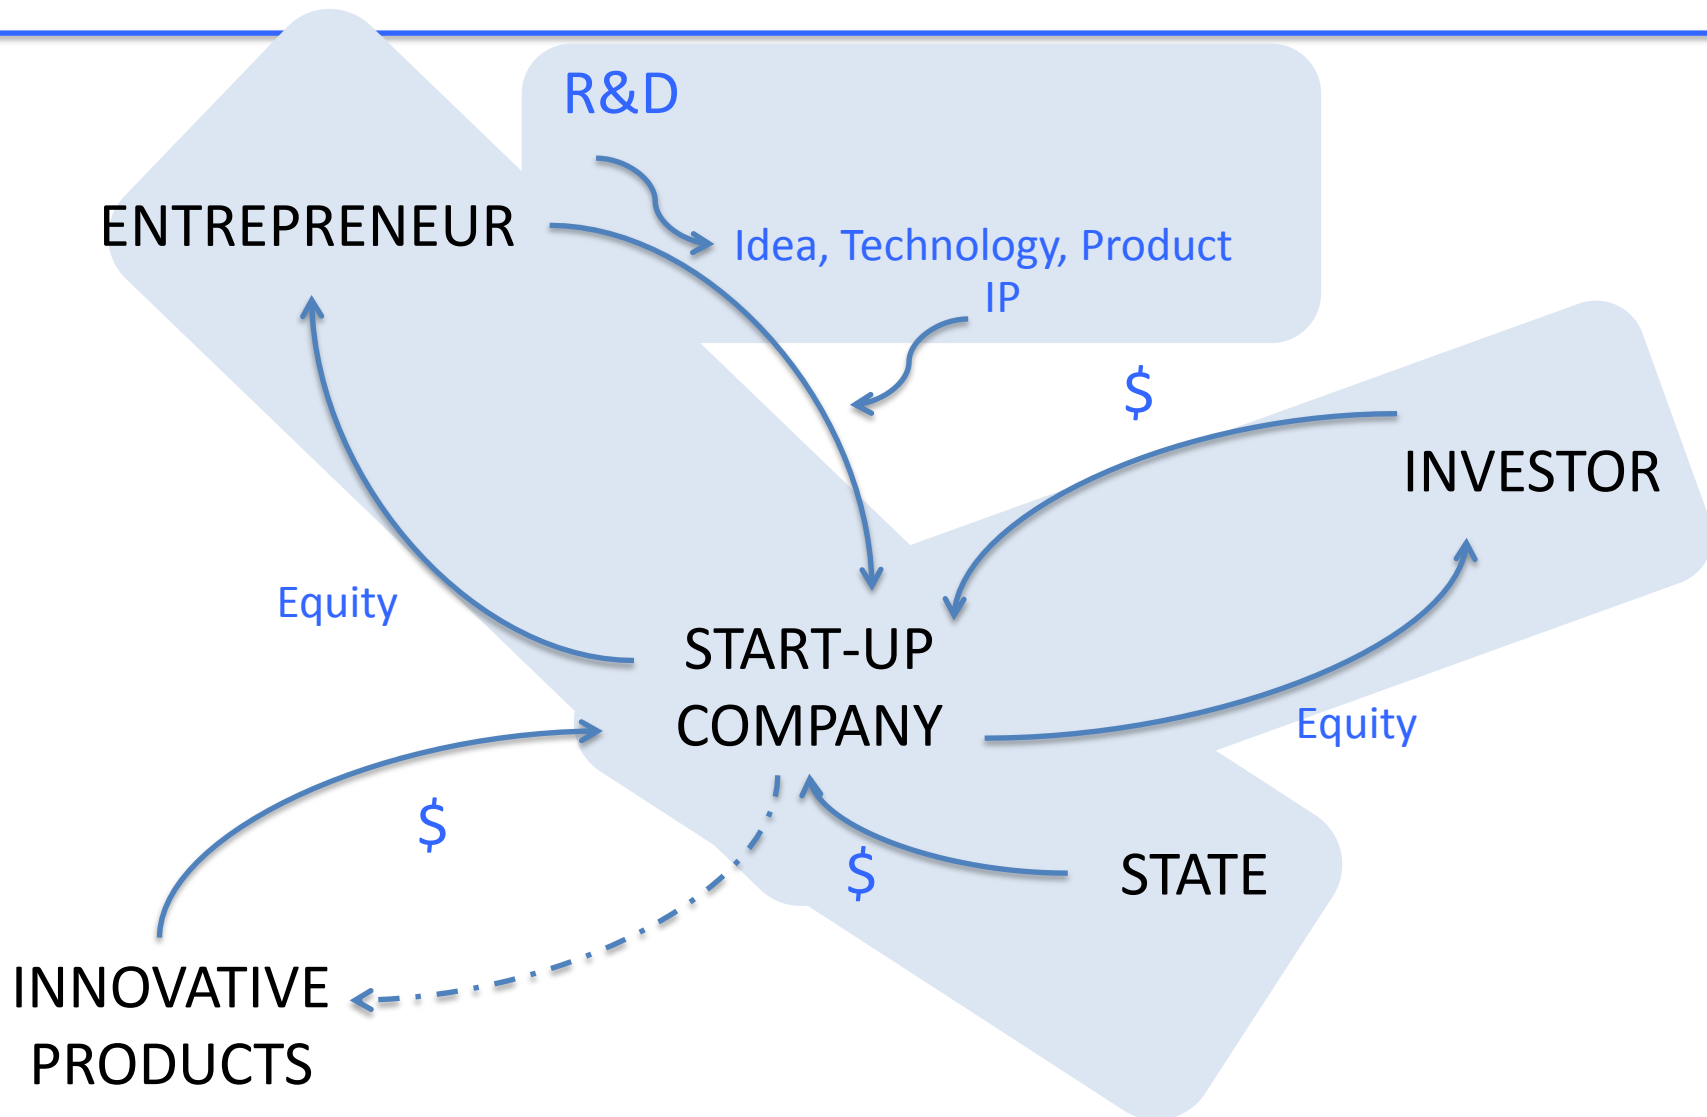 R&D
ENTREPRENEUR
Idea, Technology, Product
IP
$
INVESTOR
Equity
START-UP
COMPANY
Equity
$
$
STATE
INNOVATIVE
PRODUCTS